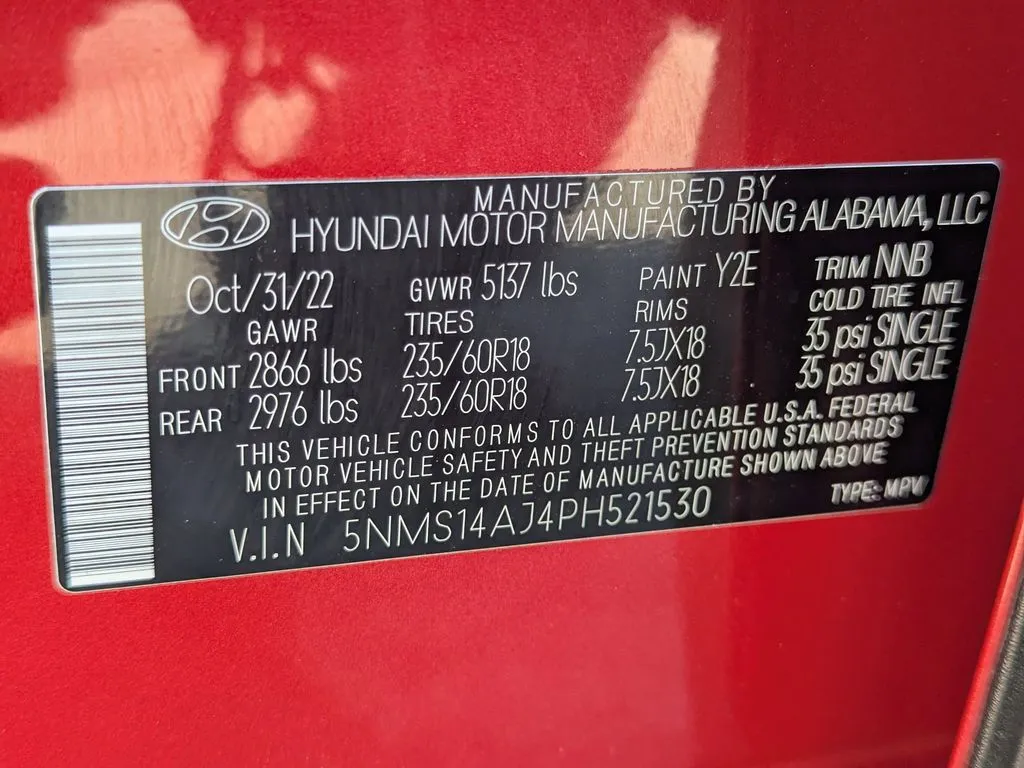 MANUFACTURED BY
HYUNDAI MOTOR MANUFACTURING ALABAMA, LLC
Oct/31/22 GVWR 5137 lbs PAINT Y2E TRIM NNB
GAWR TIRES RIMS COLD TIRE INFL
FRONT 2866 lbs 235/60R18 7.5JX18 35 psi SINGLE
REAR 2976 lbs 235/60R18 7.5JX18 35 psi SINGLE
THIS VEHICLE CONFORMS TO ALL APPLICABLE U.S.A. FEDERAL
MOTOR VEHICLE SAFETY AND THEFT PREVENTION STANDARDS
IN EFFECT ON THE DATE OF MANUFACTURE SHOWN ABOVE
V.I.N 5NMS14AJ4PH521530 TYPE: MPV